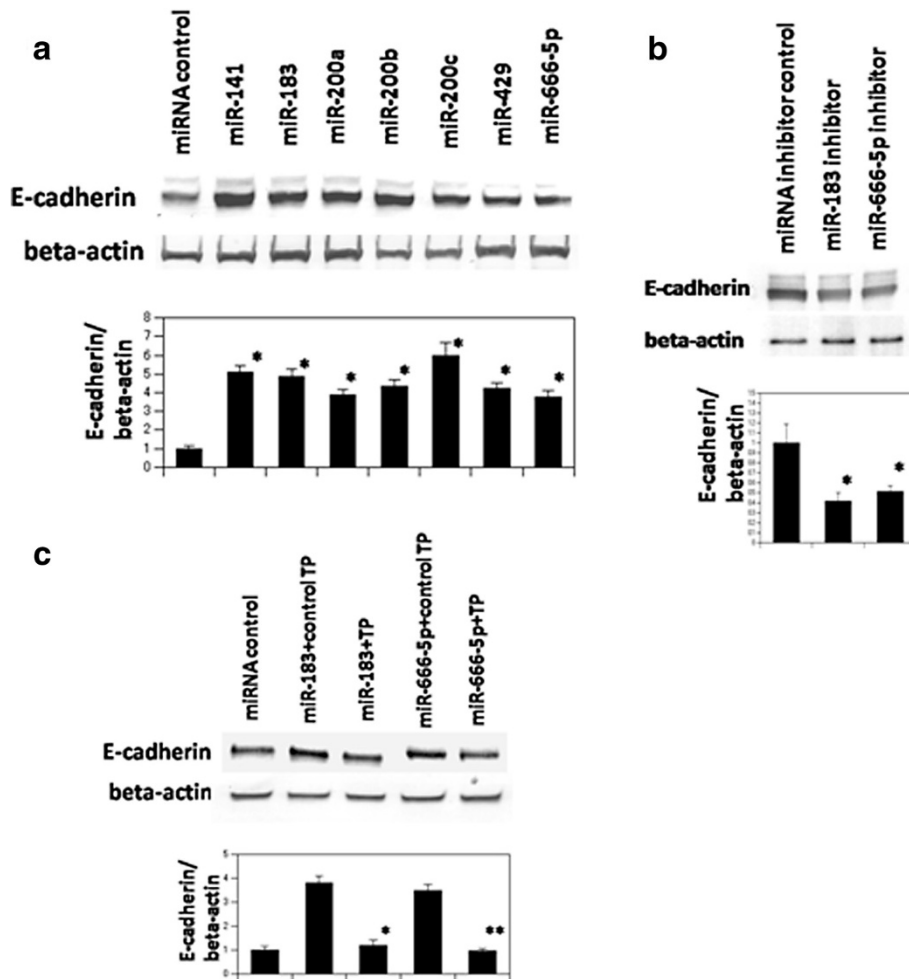 a
miRNA control
miR-141
miR-183
miR-200a
miR-200b
miR-200c
miR-429
miR-666-5p
E-cadherin
beta-actin
E-cadherin/
beta-actin
8
7
6
5
4
3
2
1
0
* * * * * * *
b
miRNA inhibitor control
miR-183 inhibitor
miR-666-5p inhibitor
E-cadherin
beta-actin
E-cadherin/
beta-actin
* *
c
miRNA control
miR-183+control TP
miR-183+TP
miR-666-5p+control TP
miR-666-5p+TP
E-cadherin
beta-actin
E-cadherin/
beta-actin
5
4
3
2
1
0
* **